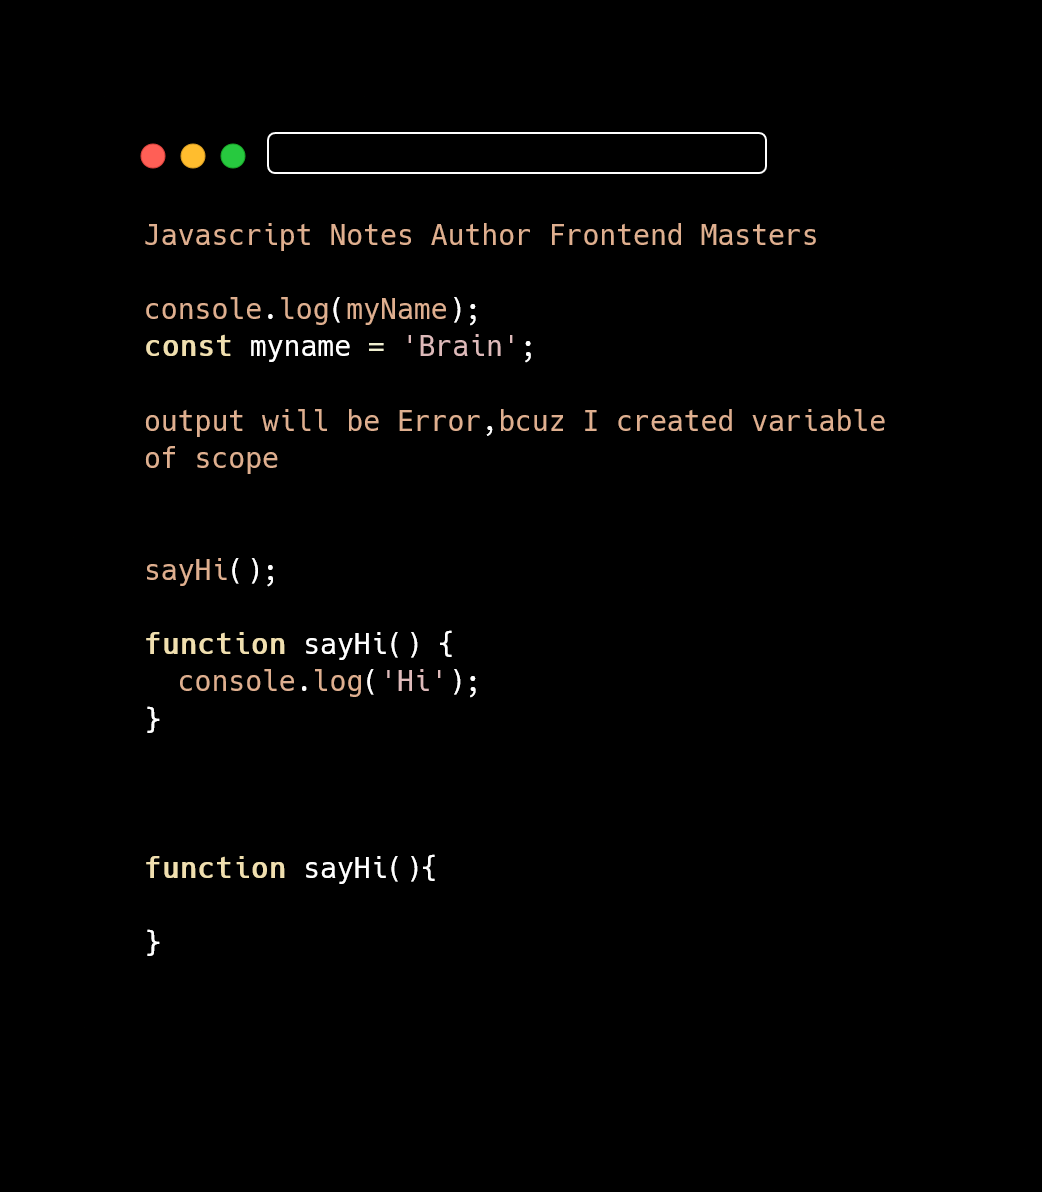 Javascript Notes Author Frontend Masters
console.log(myName);
const myname = 'Brain';
output will be Error,bcuz I created variable
of scope
sayHi();
function sayHi() {
  console.log('Hi');
}
function sayHi(){
}